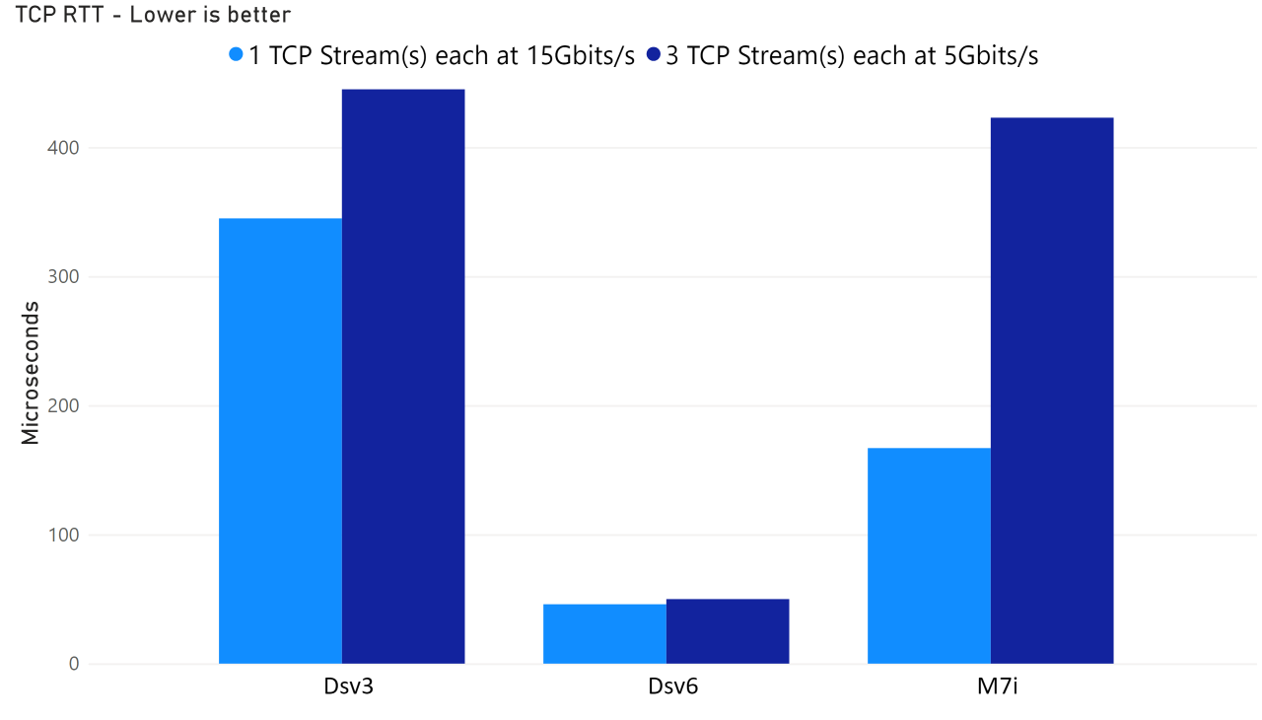 TCP RTT - Lower is better
1 TCP Stream(s) each at 15Gbits/s 3 TCP Stream(s) each at 5Gbits/s
Microseconds
400
300
200
100
0
Dsv3 Dsv6 M7i